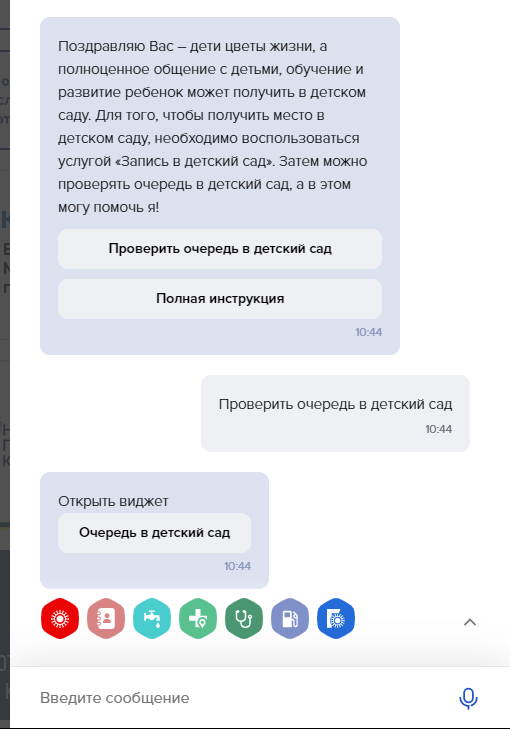 Поздравляю Вас – дети цветы жизни, а
полноценное общение с детьми, обучение и
развитие ребенок может получить в детском
саду. Для того, чтобы получить место в
детском саду, необходимо воспользоваться
услугой «Запись в детский сад». Затем можно
проверять очередь в детский сад, а в этом
могу помочь я!
Проверить очередь в детский сад
Полная инструкция
10:44
Проверить очередь в детский сад
10:44
Открыть виджет
Очередь в детский сад
10:44
Введите сообщение